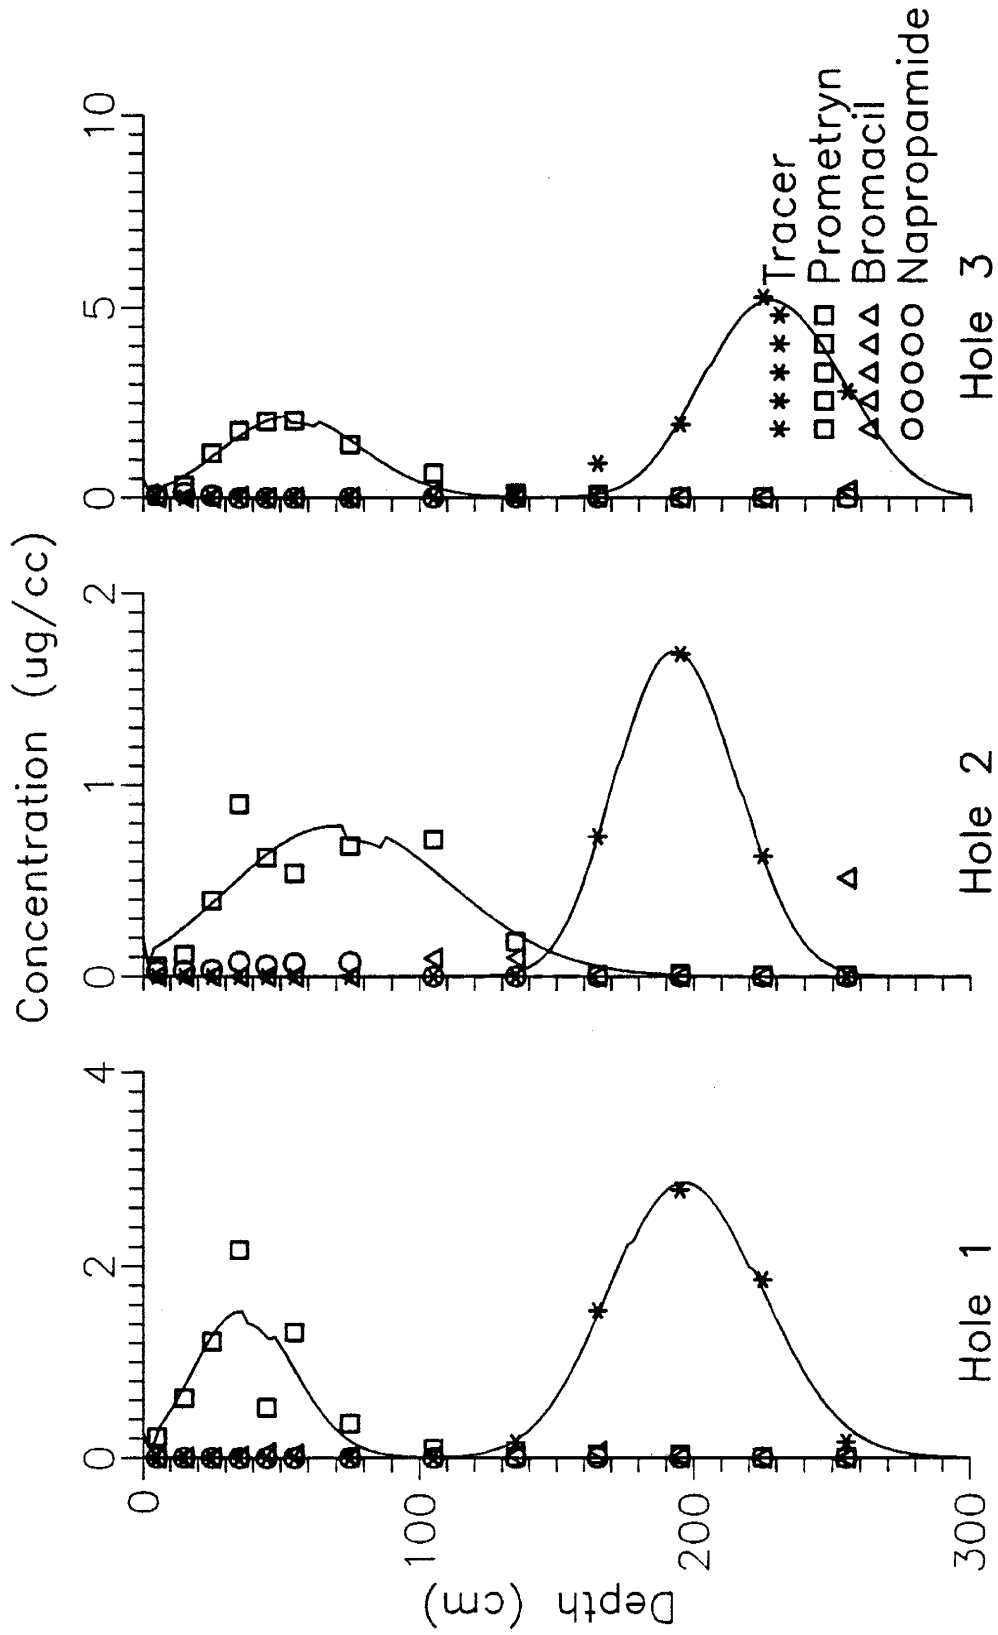 Concentration (ug/cc)
0 2 4
0 1 2
0 5 10
Depth (cm)
0
100
200
300
Tracer
Prometryn
Bromacil
Napropamide
Hole 1
Hole 2
Hole 3